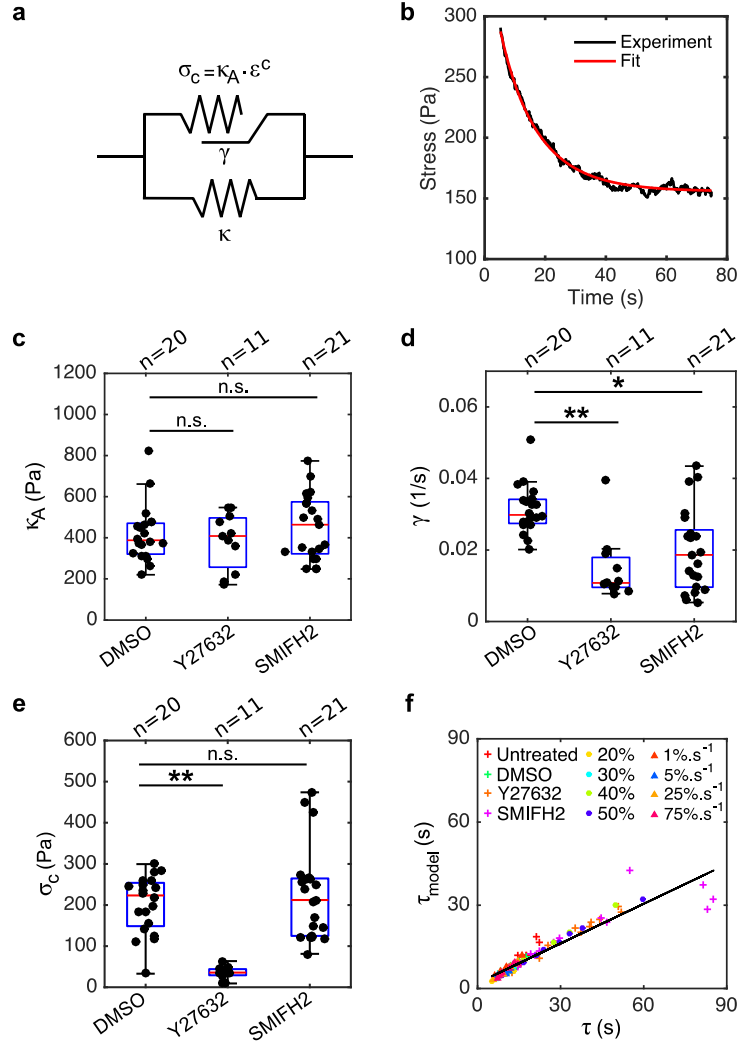 a
σc=κA·εc
γ
κ
b
Stress (Pa)
300
250
200
150
100
0
20
40
60
80
Time (s)
Experiment
Fit
c
n=20
n=11
n=21
κA (Pa)
1200
1000
800
600
400
200
0
n.s.
n.s.
DMSO
Y27632
SMIFH2
d
n=20
n=11
n=21
γ (1/s)
0.06
0.04
0.02
0
*
**
DMSO
Y27632
SMIFH2
e
n=20
n=11
n=21
σc (Pa)
600
500
400
300
200
100
0
n.s.
**
DMSO
Y27632
SMIFH2
f
τmodel (s)
90
60
30
0
0
30
60
90
τ (s)
Untreated
DMSO
Y27632
SMIFH2
20%
30%
40%
50%
1%.s⁻¹
5%.s⁻¹
25%.s⁻¹
75%.s⁻¹